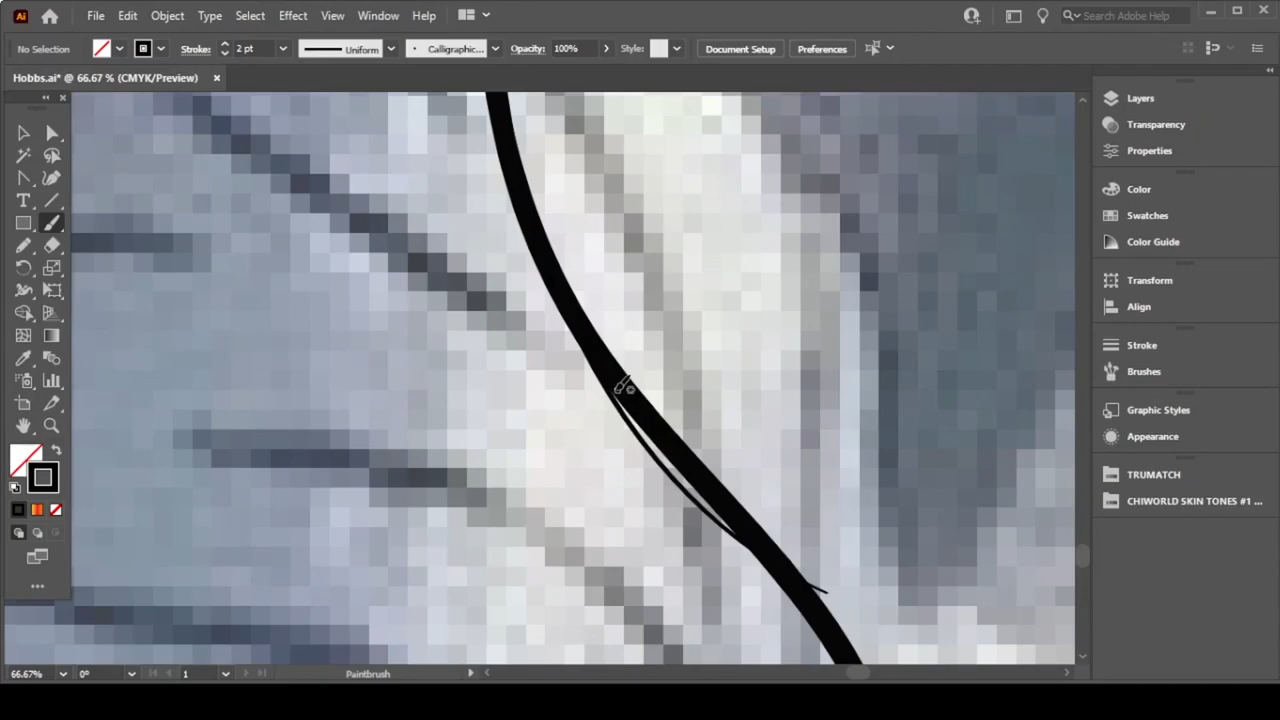 Ai File Edit Object Type Select Effect View Window Help Search Adobe Help
No Selection Stroke: 2 pt Uniform Calligraphic... Opacity: 100% Style: Document Setup Preferences
Hobbs.ai* @ 66.67 % (CMYK/Preview) ×
Layers
Transparency
Properties
Color
Swatches
Color Guide
Transform
Align
Stroke
Brushes
Graphic Styles
Appearance
TRUMATCH
CHIWORLD SKIN TONES #1 ...
66.67% 0° 1 Paintbrush